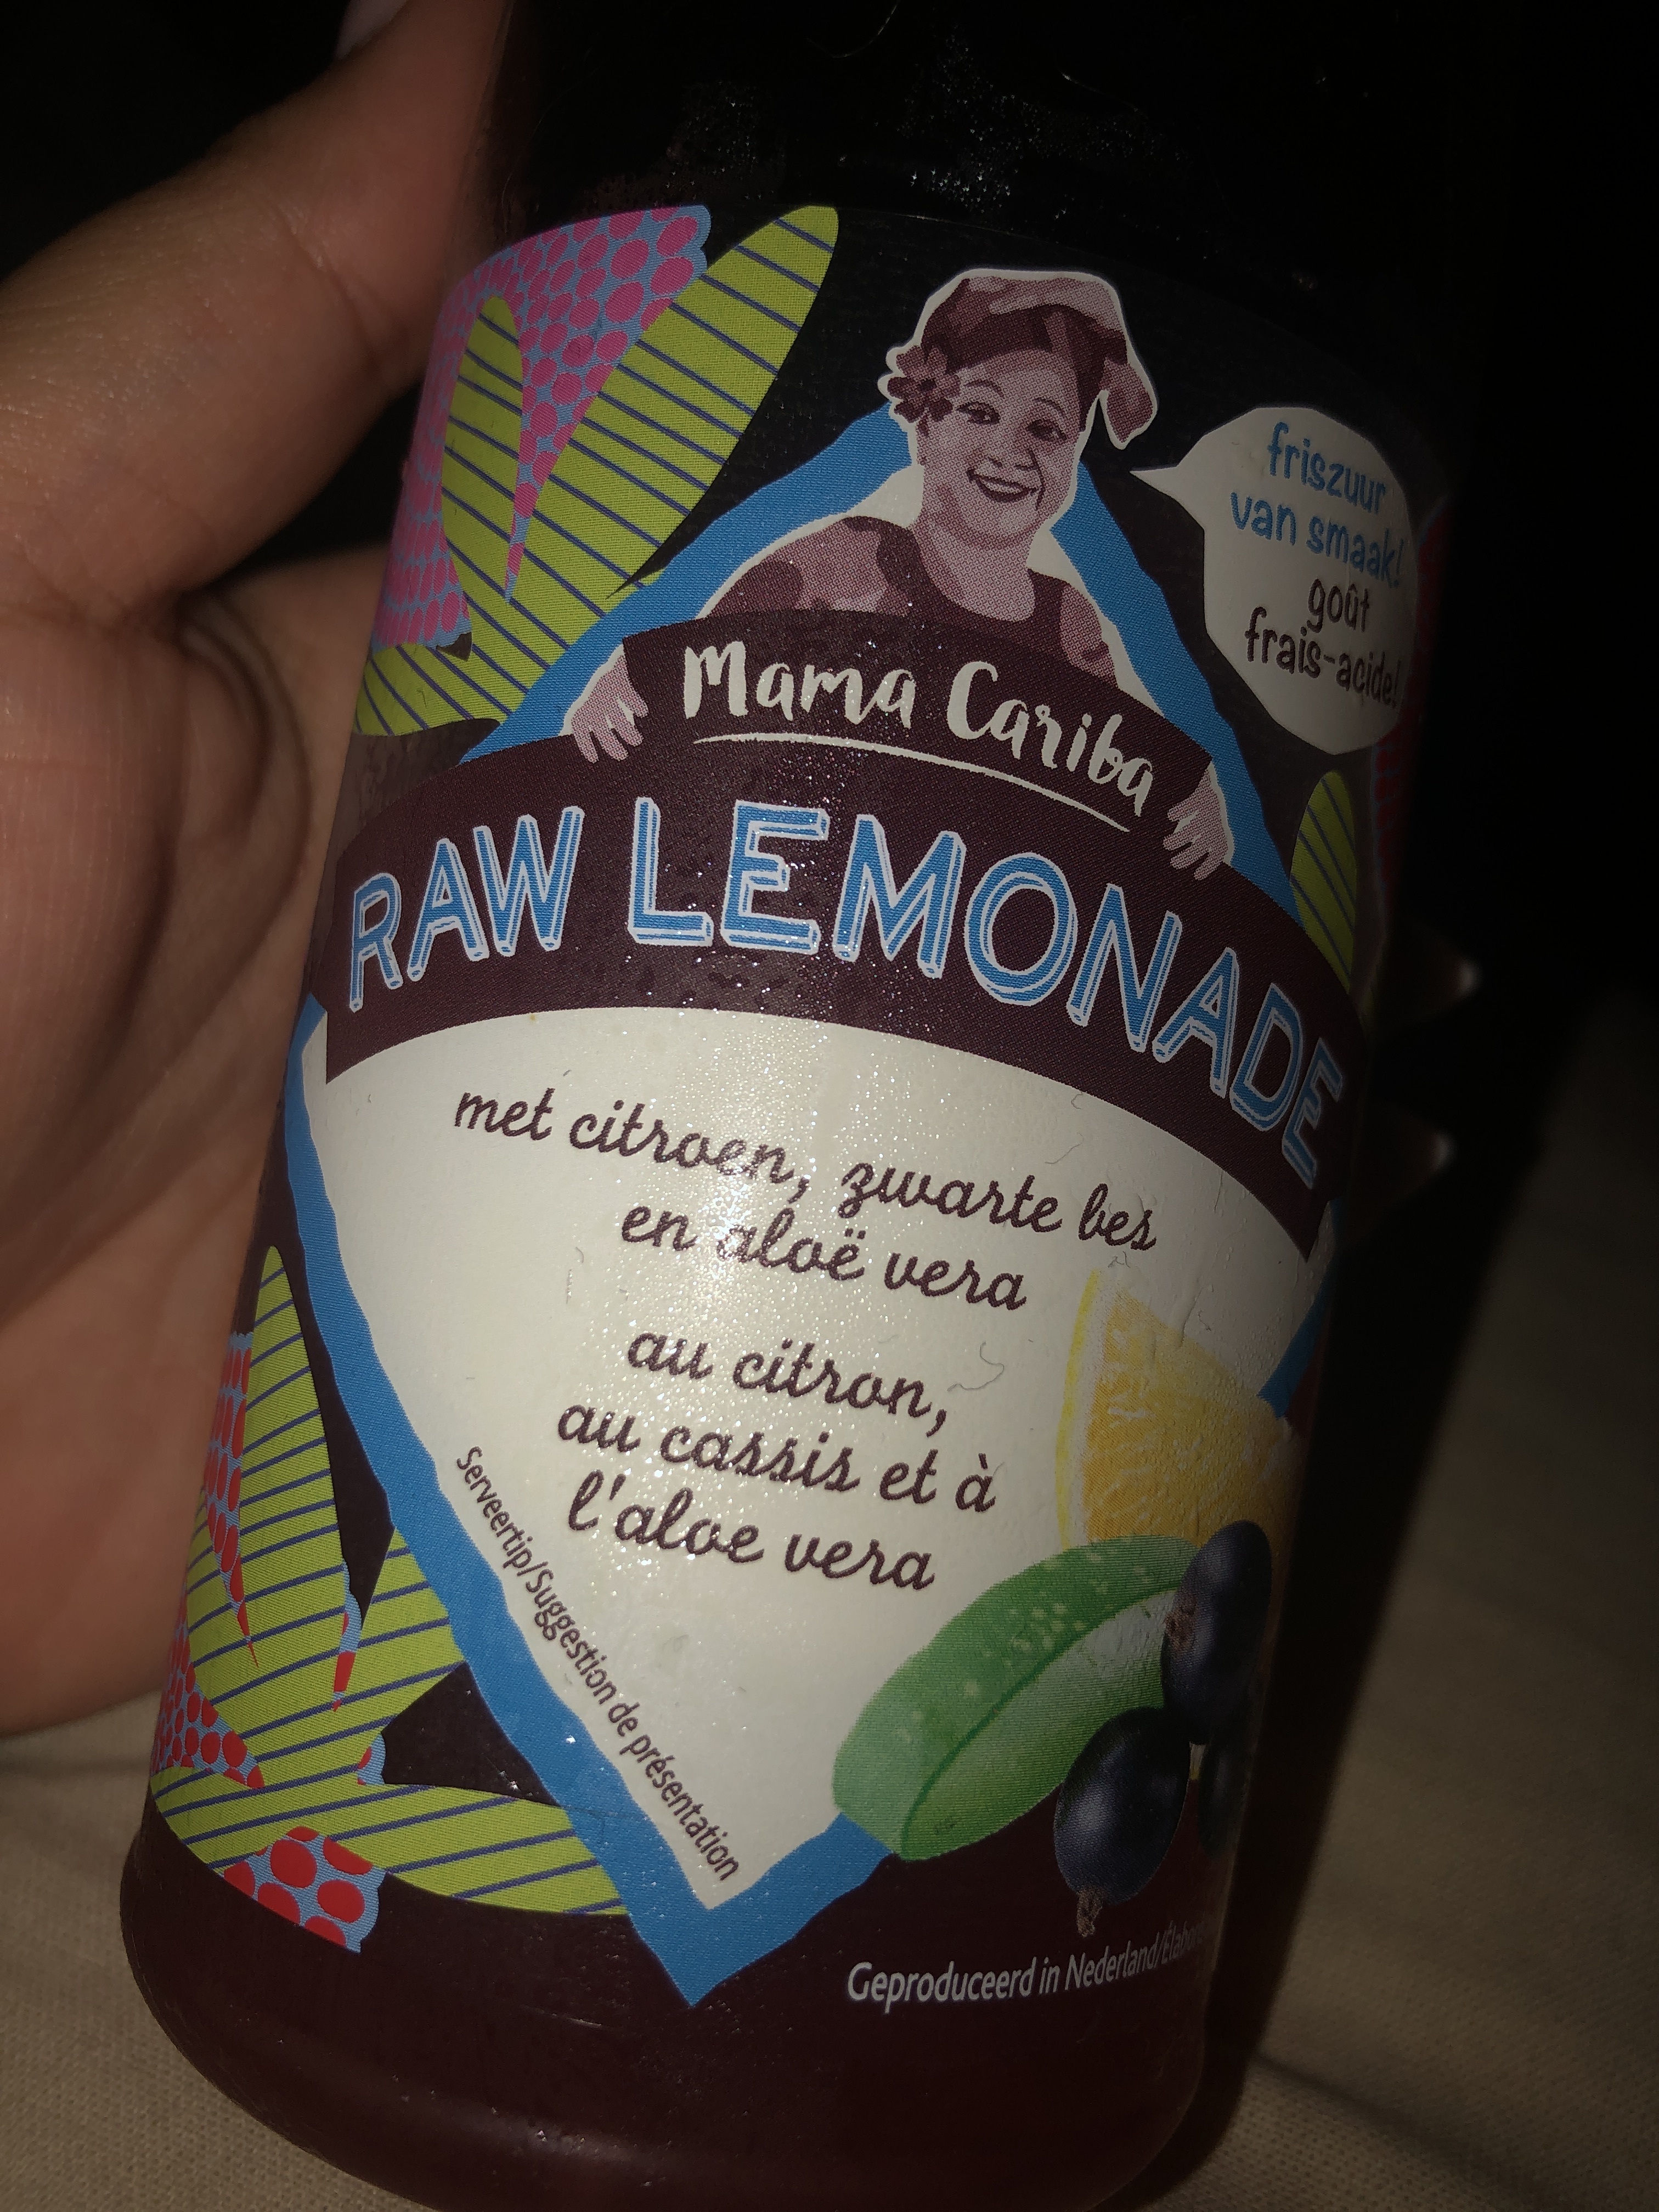 friszuur
van smaak!
goût
frais-acide!
Mama Cariba
RAW LEMONADE
met citroen, zwarte bes
en aloë vera
au citron,
au cassis et à
l'aloe vera
Serveertip/Suggestion de présentation
Geproduceerd in Nederland/